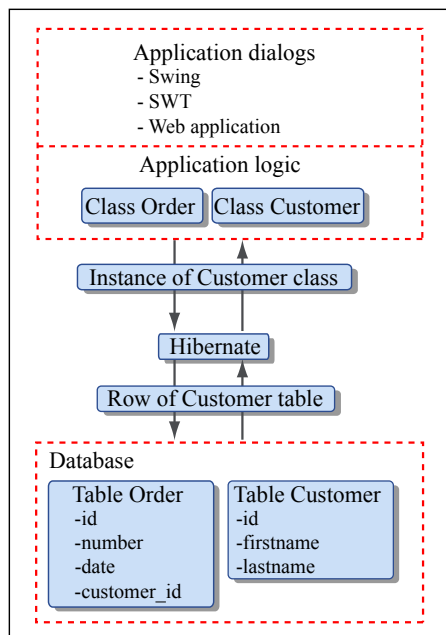 Application dialogs
- Swing
- SWT
- Web application
Application logic
Class Order
Class Customer
Instance of Customer class
Hibernate
Row of Customer table
Database
Table Order
-id
-number
-date
-customer_id
Table Customer
-id
-firstname
-lastname